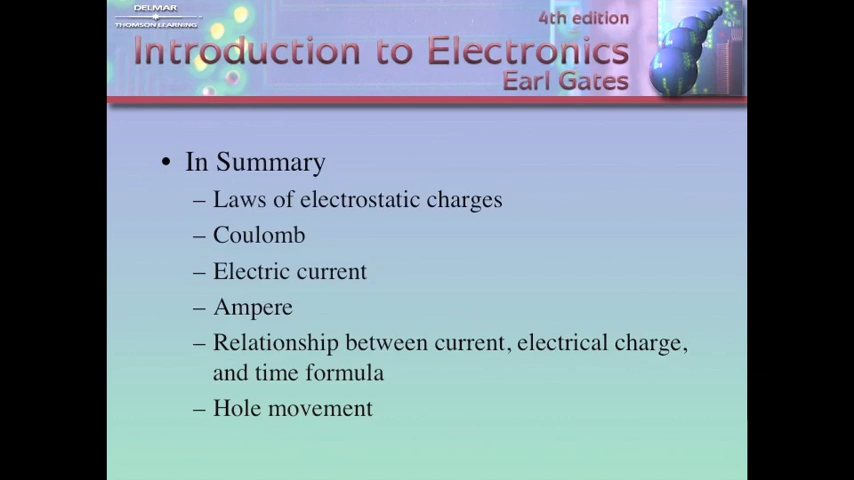 DELMAR
THOMSON LEARNING
4th edition
Introduction to Electronics
Earl Gates
• In Summary
– Laws of electrostatic charges
– Coulomb
– Electric current
– Ampere
– Relationship between current, electrical charge,
and time formula
– Hole movement